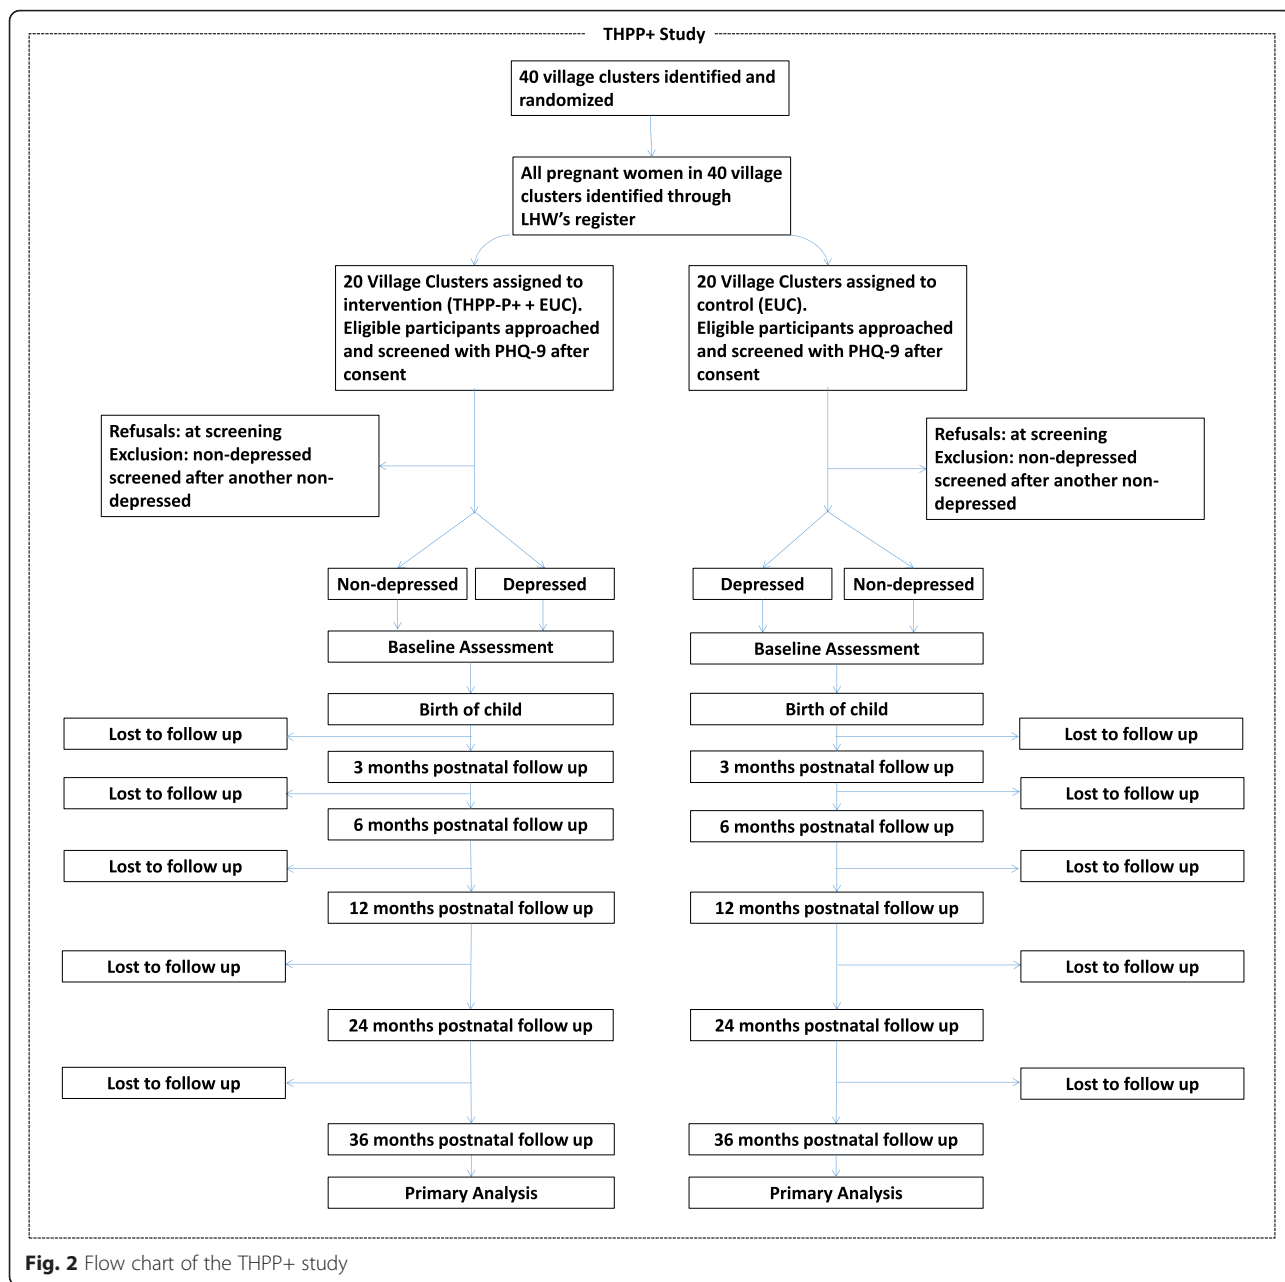 THPP+ Study
40 village clusters identified and
randomized
All pregnant women in 40 village
clusters identified through
LHW's register
20 Village Clusters assigned to
intervention (THPP-P+ + EUC).
Eligible participants approached
and screened with PHQ-9 after
consent
20 Village Clusters assigned to
control (EUC).
Eligible participants approached
and screened with PHQ-9 after
consent
Refusals: at screening
Exclusion: non-depressed
screened after another non-
depressed
Refusals: at screening
Exclusion: non-depressed
screened after another non-
depressed
Non-depressed
Depressed
Depressed
Non-depressed
Baseline Assessment
Baseline Assessment
Birth of child
Birth of child
Lost to follow up
Lost to follow up
3 months postnatal follow up
3 months postnatal follow up
Lost to follow up
Lost to follow up
6 months postnatal follow up
6 months postnatal follow up
Lost to follow up
Lost to follow up
12 months postnatal follow up
12 months postnatal follow up
Lost to follow up
Lost to follow up
24 months postnatal follow up
24 months postnatal follow up
Lost to follow up
Lost to follow up
36 months postnatal follow up
36 months postnatal follow up
Primary Analysis
Primary Analysis
Fig. 2 Flow chart of the THPP+ study